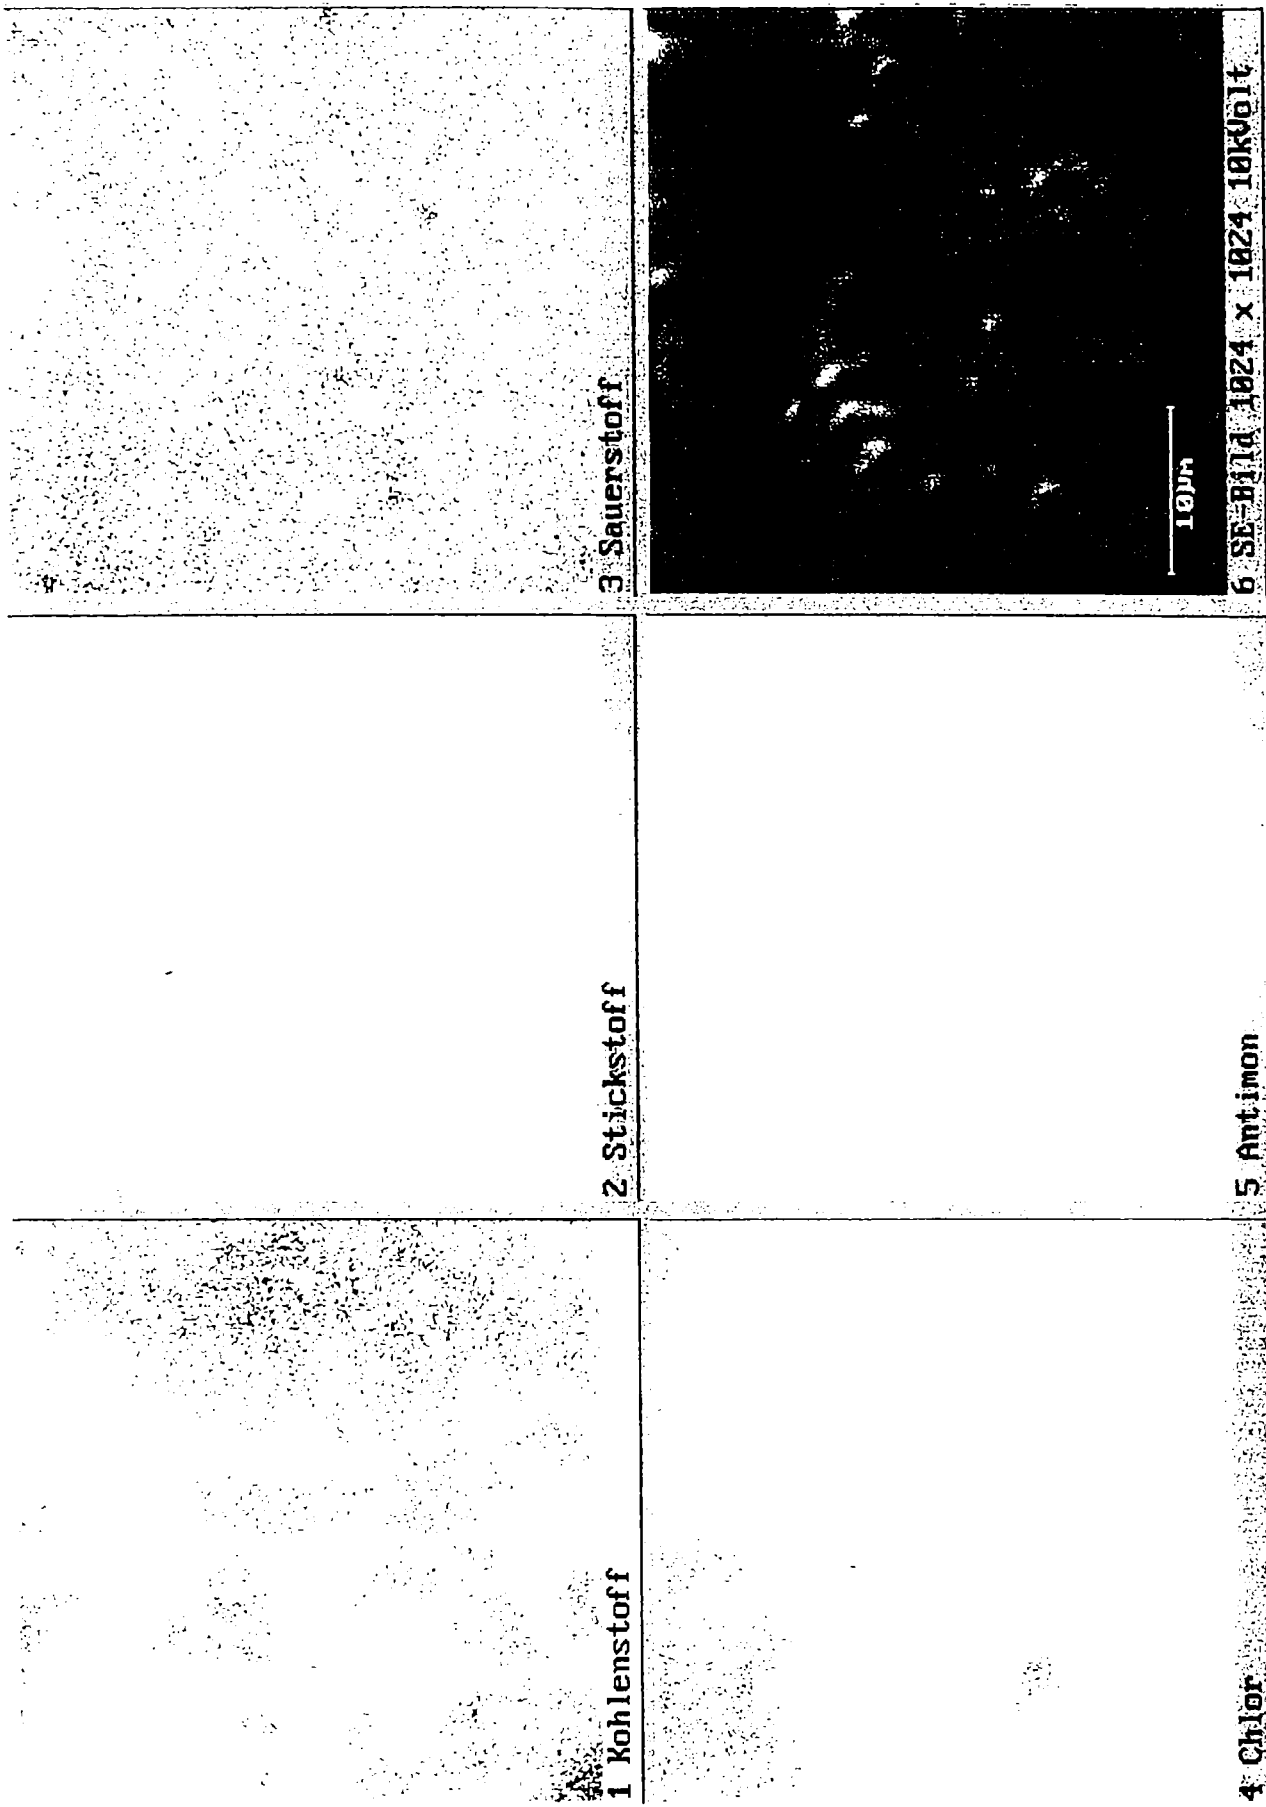 1 Kohlenstoff
2 Stickstoff
3 Sauerstoff
4 Chlor
5 Antimon
10µm
6 SE-Bild 1024 x 1024 10kVolt